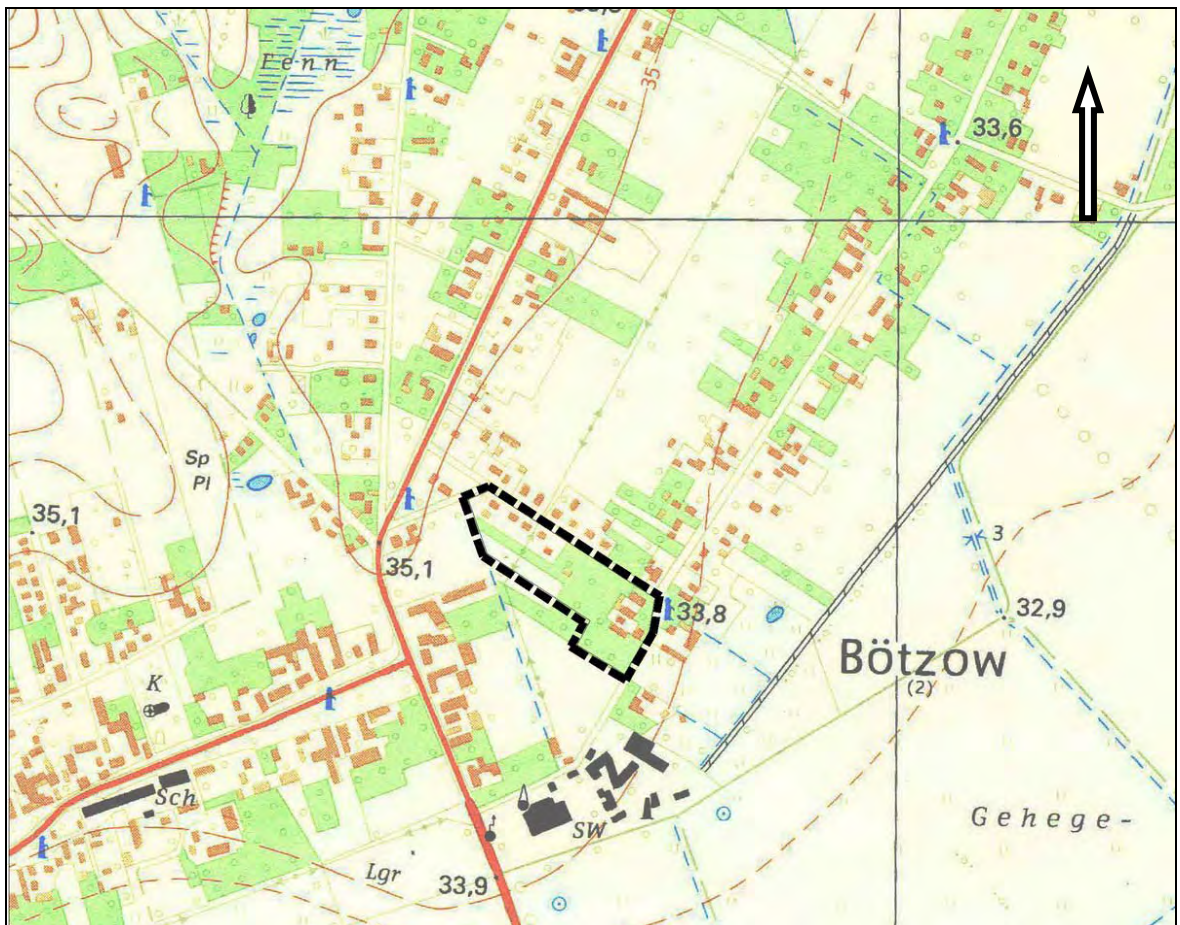 Fenn
35
33,6
Sp
Pl
35,1
35,1
3
33,8
32,9
Bötzow
(2)
K
Sch
SW
Gehege-
Lgr
33,9